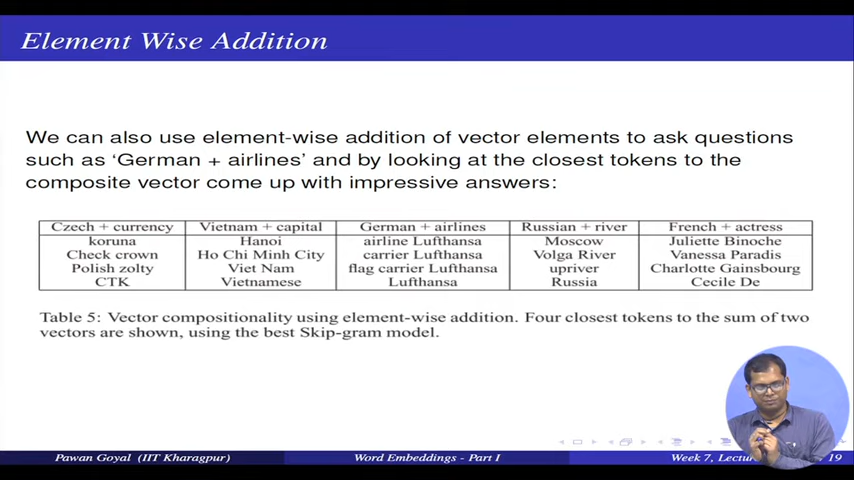 Element Wise Addition
We can also use element-wise addition of vector elements to ask questions
such as ‘German + airlines’ and by looking at the closest tokens to the
composite vector come up with impressive answers:
Czech + currency Vietnam + capital German + airlines Russian + river French + actress
koruna Hanoi airline Lufthansa Moscow Juliette Binoche
Check crown Ho Chi Minh City carrier Lufthansa Volga River Vanessa Paradis
Polish zolty Viet Nam flag carrier Lufthansa upriver Charlotte Gainsbourg
CTK Vietnamese Lufthansa Russia Cecile De
Table 5: Vector compositionality using element-wise addition. Four closest tokens to the sum of two
vectors are shown, using the best Skip-gram model.
Pawan Goyal (IIT Kharagpur) Word Embeddings - Part I Week 7, 19